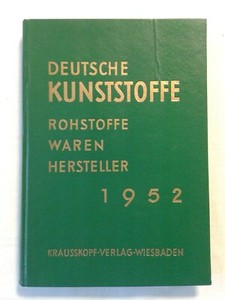 DEUTSCHE
KUNSTSTOFFE
ROHSTOFFE
WAREN
HERSTELLER
1952
KRAUSSKOPF-VERLAG-WIESBADEN